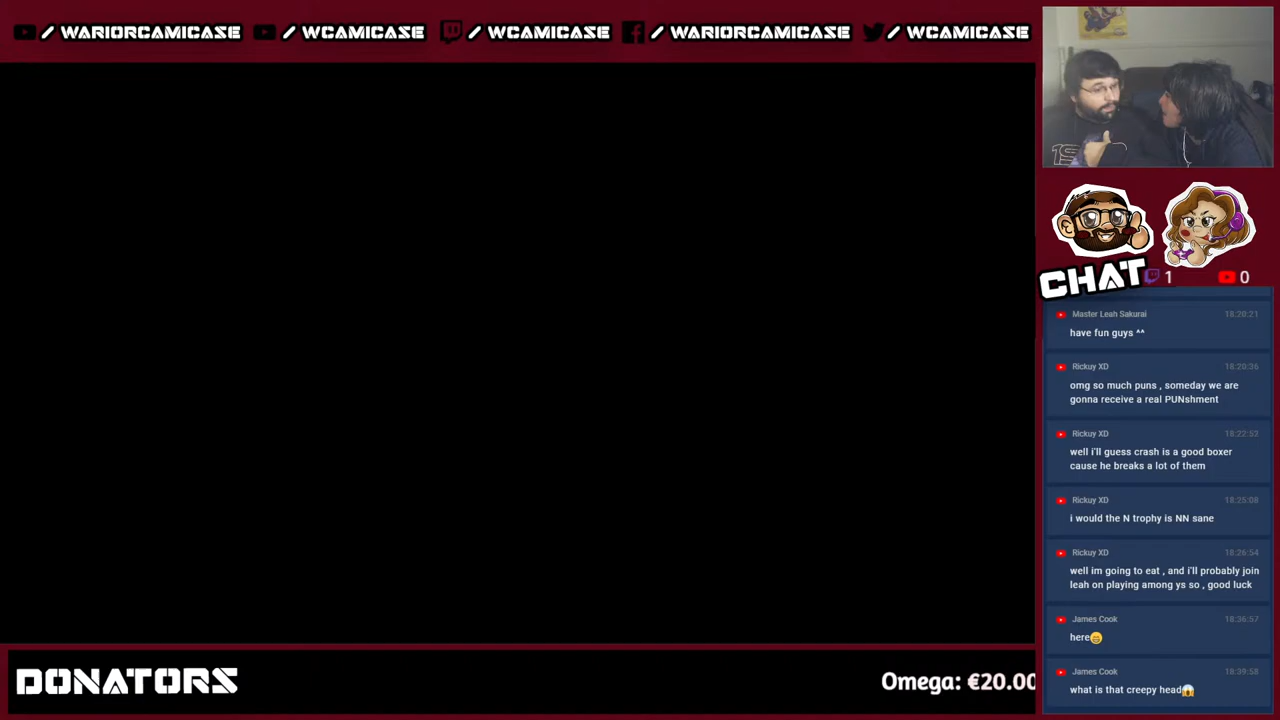 / WARIORCAMICASE / WCAMICASE / WCAMICASE / WARIORCAMICASE / WCAMICASE
CHAT 1 0
Master Leah Sakurai 18:20:21
have fun guys ^^
Rickuy XD 18:20:36
omg so much puns , someday we are
gonna receive a real PUNshment
Rickuy XD 18:22:52
well i'll guess crash is a good boxer
cause he breaks a lot of them
Rickuy XD 18:25:08
i would the N trophy is NN sane
Rickuy XD 18:26:54
well im going to eat , and i'll probably join
leah on playing among ys so , good luck
James Cook 18:36:57
here😄
James Cook 18:39:58
what is that creepy head😱
DONATORS Omega: €20.00